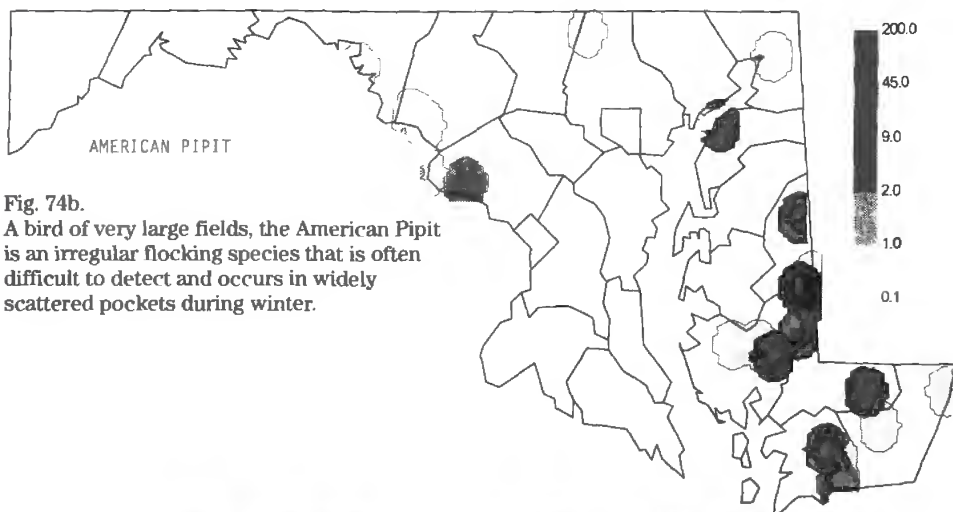 AMERICAN PIPIT
Fig. 74b.
A bird of very large fields, the American Pipit
is an irregular flocking species that is often
difficult to detect and occurs in widely
scattered pockets during winter.
200.0
45.0
9.0
2.0
1.0
0.1